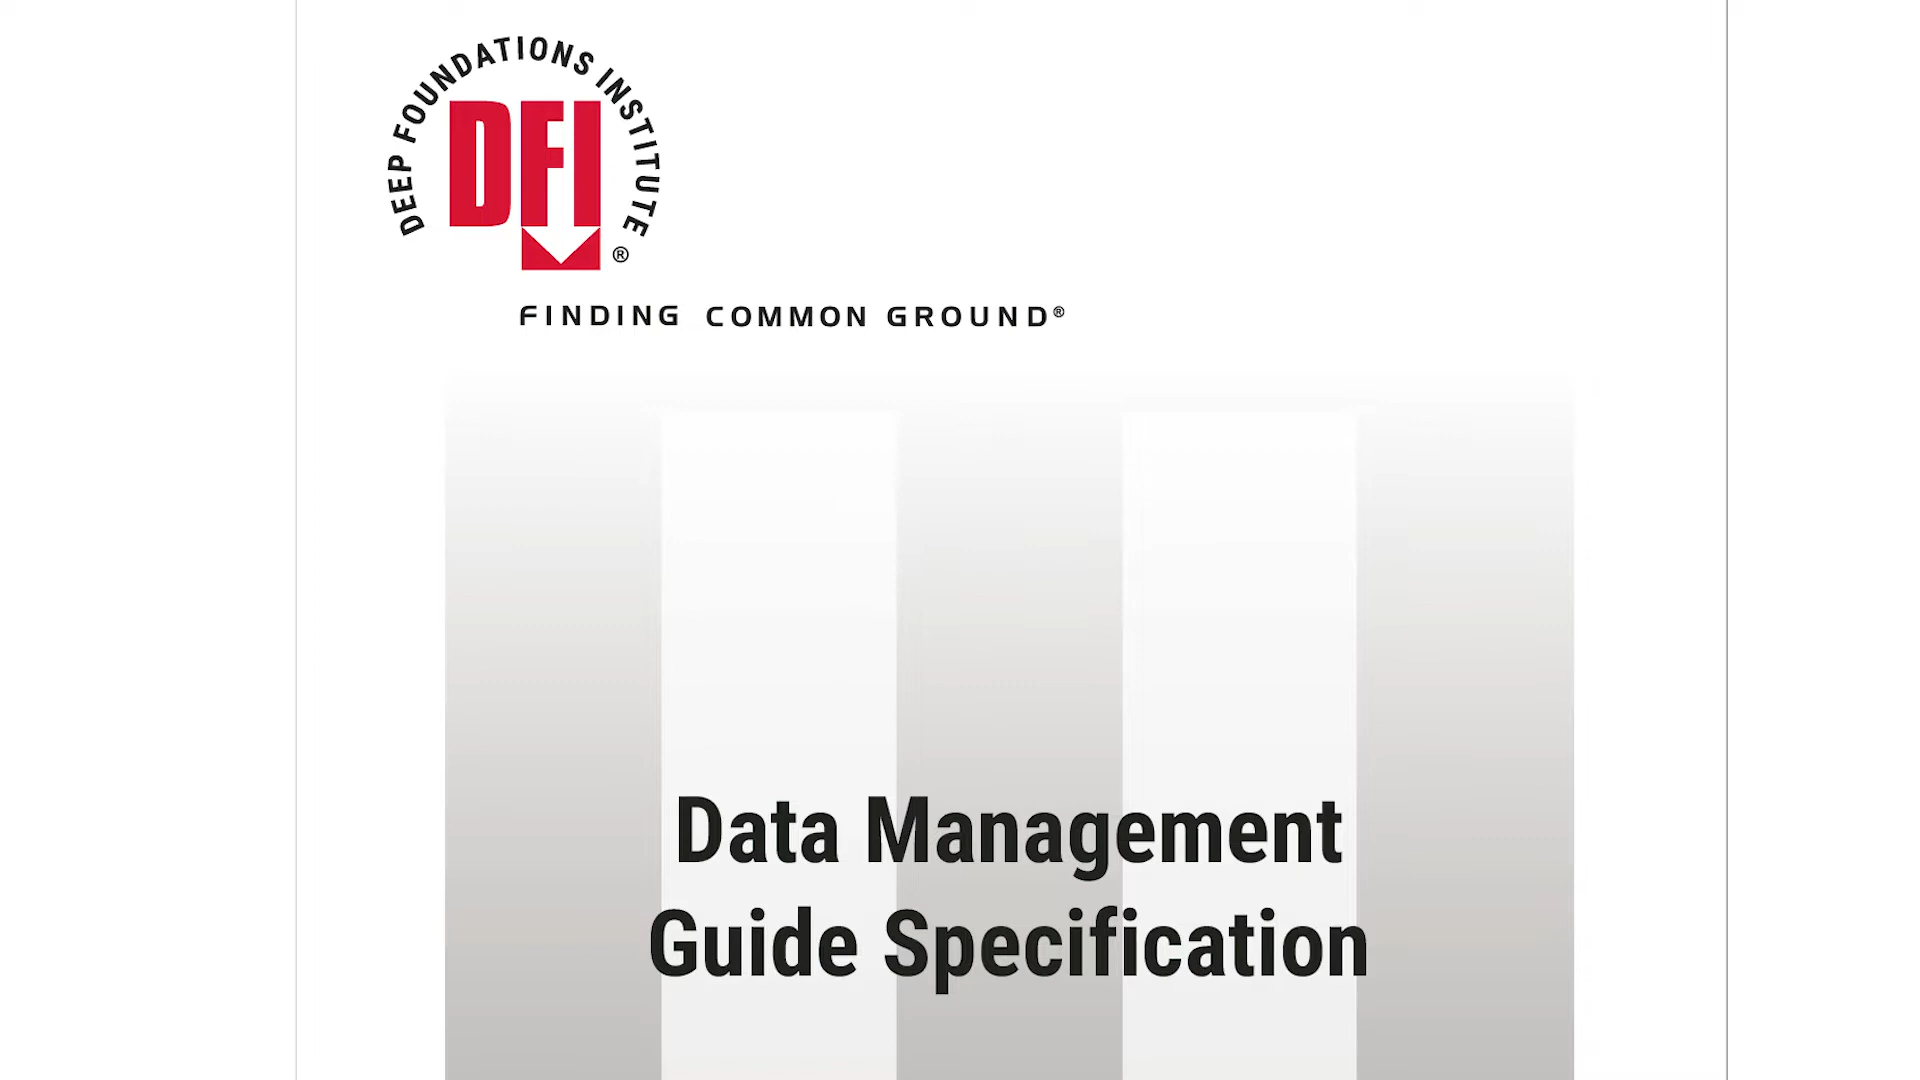 DEEP FOUNDATIONS INSTITUTE
DFI
®
FINDING COMMON GROUND®
Data Management
Guide Specification